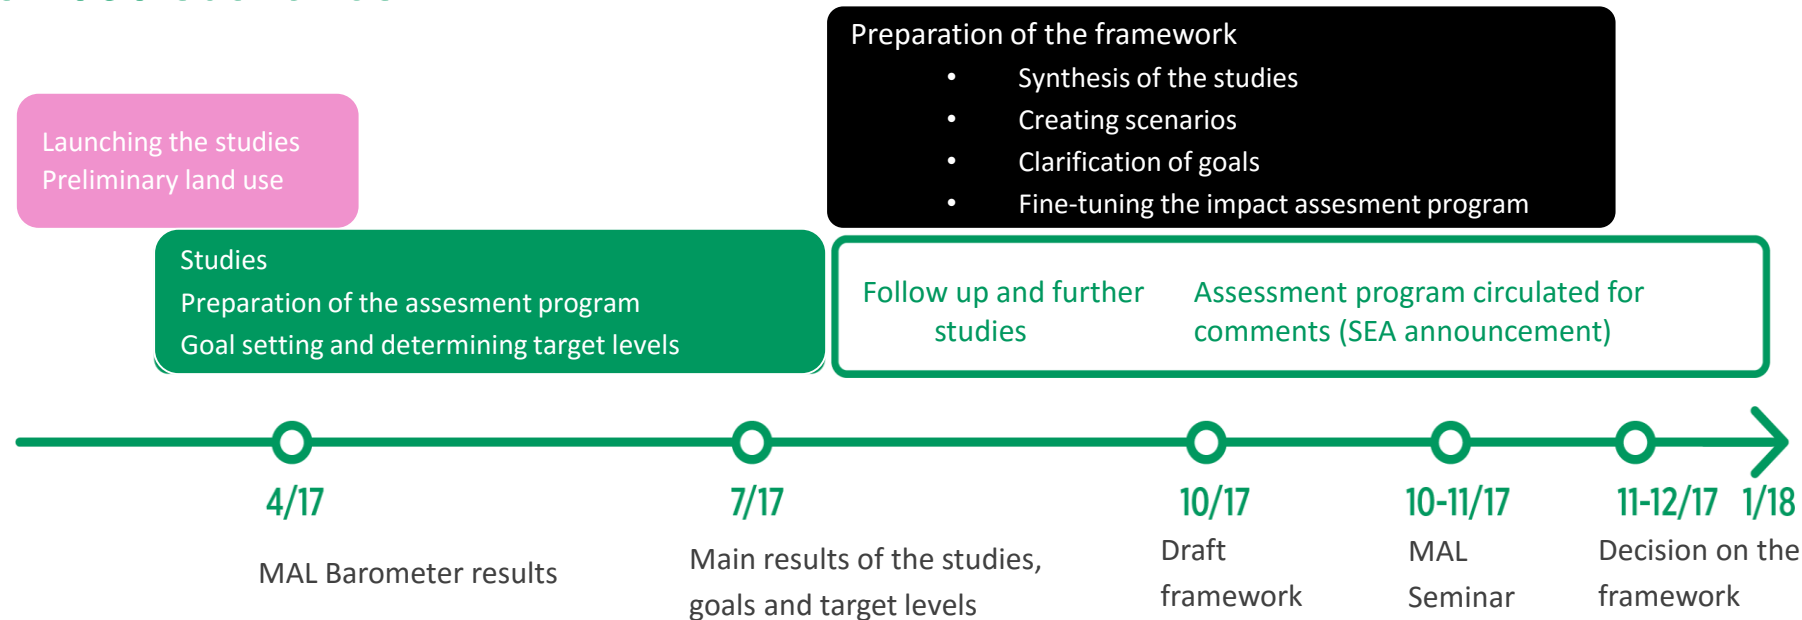 Preparation of the framework
• Synthesis of the studies
• Creating scenarios
• Clarification of goals
• Fine-tuning the impact assesment program
Launching the studies
Preliminary land use
Studies
Preparation of the assesment program
Goal setting and determining target levels
Follow up and further
studies
Assessment program circulated for
comments (SEA announcement)
4/17
7/17
10/17
10-11/17
11-12/17
1/18
MAL Barometer results
Main results of the studies,
goals and target levels
Draft
framework
MAL
Seminar
Decision on the
framework